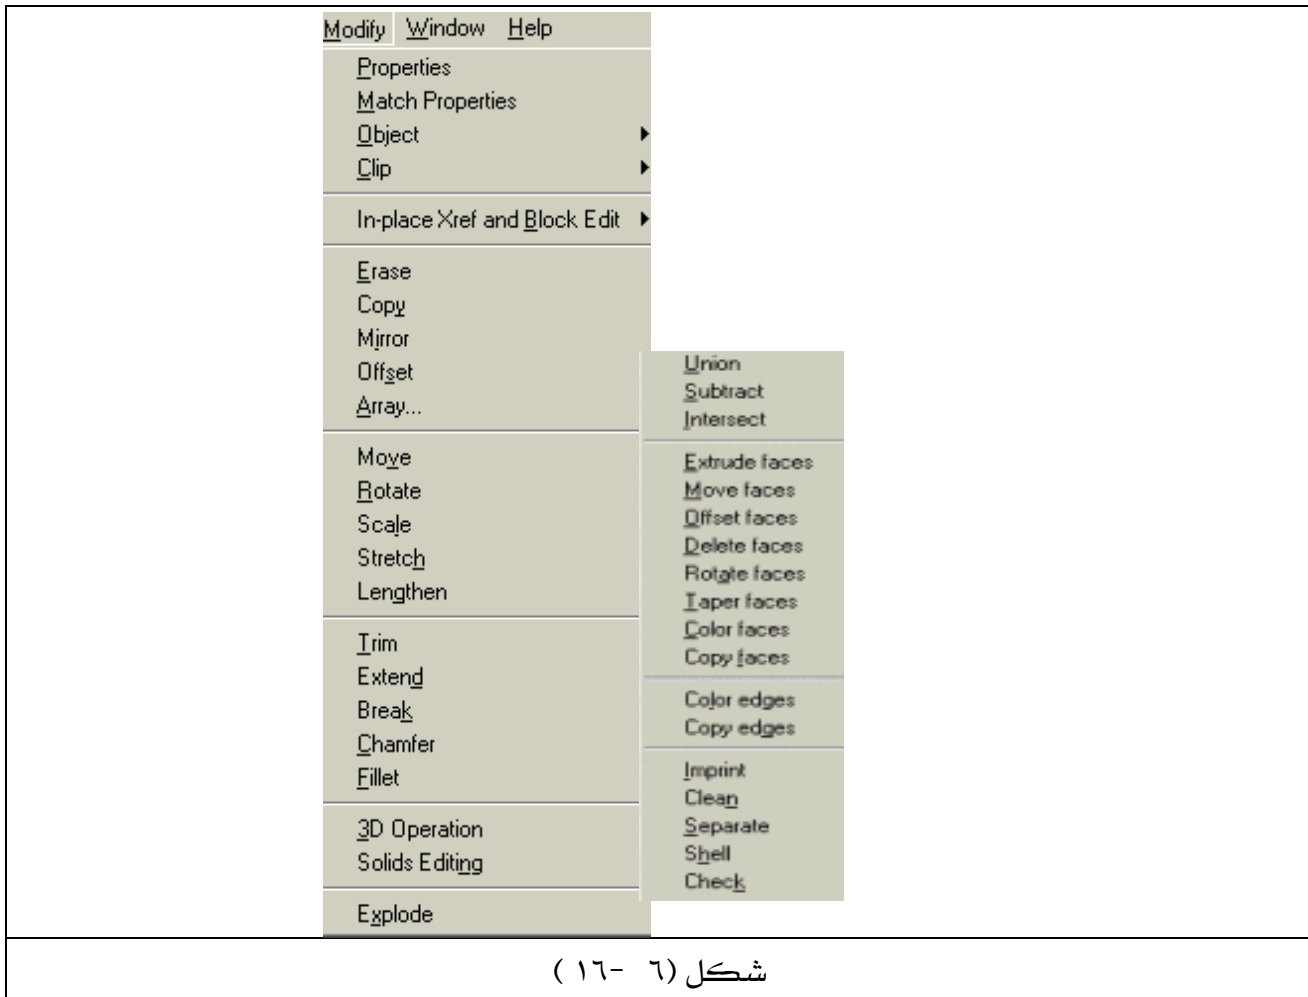 Modify Window Help
Properties
Match Properties
Object
Clip
In-place Xref and Block Edit
Erase
Copy
Mirror
Offset
Array...
Move
Rotate
Scale
Stretch
Lengthen
Trim
Extend
Break
Chamfer
Fillet
3D Operation
Solids Editing
Explode
Union
Subtract
Intersect
Extrude faces
Move faces
Offset faces
Delete faces
Rotate faces
Taper faces
Color faces
Copy faces
Color edges
Copy edges
Imprint
Clean
Separate
Shell
Check
شكل (٦ -١٦ )